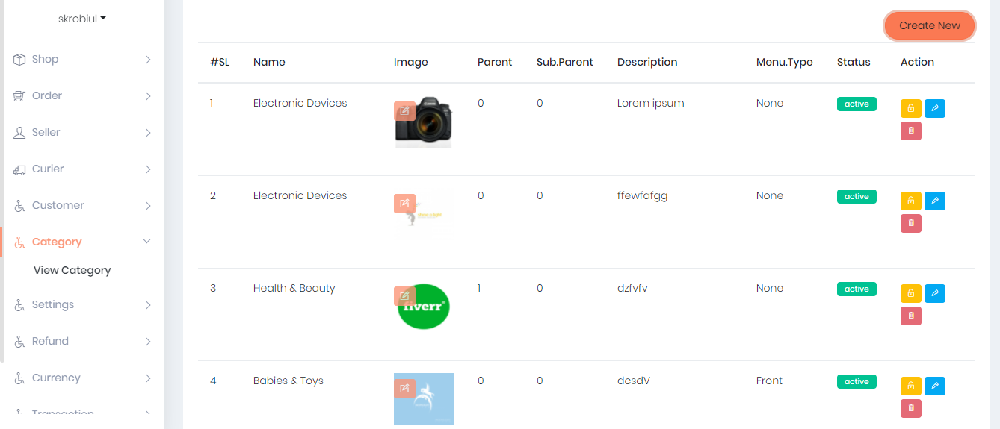 skrobiul
Shop
Order
Seller
Curier
Customer
Category
View Category
Settings
Refund
Currency
Transaction
Create New
#SL Name Image Parent Sub.Parent Description Menu.Type Status Action
1 Electronic Devices 0 0 Lorem ipsum None active
2 Electronic Devices 0 0 ffewfafgg None active
3 Health & Beauty fiverr 1 0 dzfvfv None active
4 Babies & Toys 0 0 dcsdV Front active